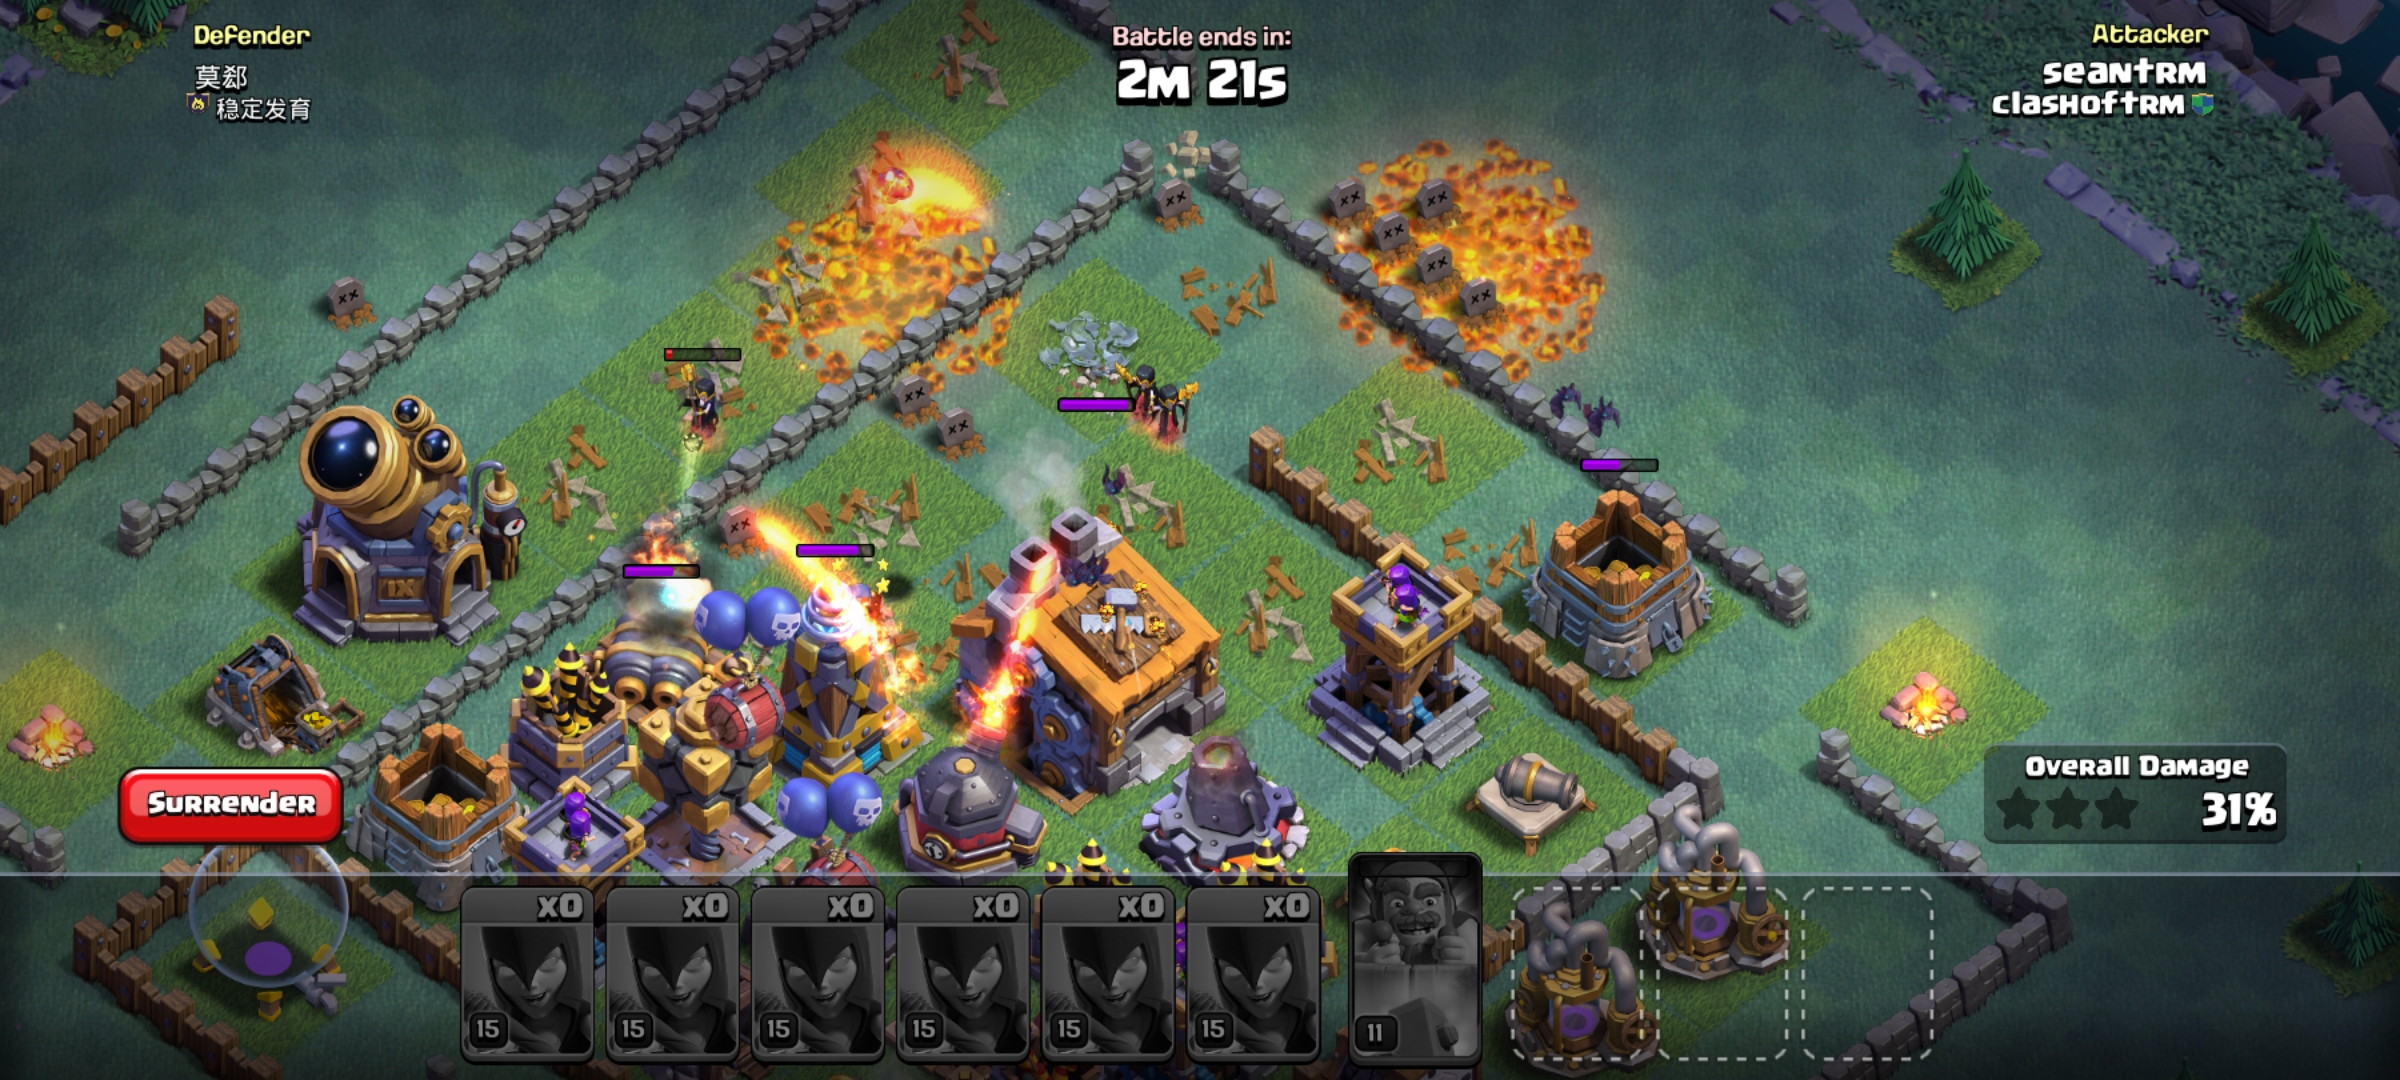 Defender
莫郄
稳定发育
Battle ends in:
2M 21s
Attacker
seantRM
clashoftRM
IX
Surrender
Overall Damage
31%
x0
x0
x0
x0
x0
x0
15
15
15
15
15
15
11